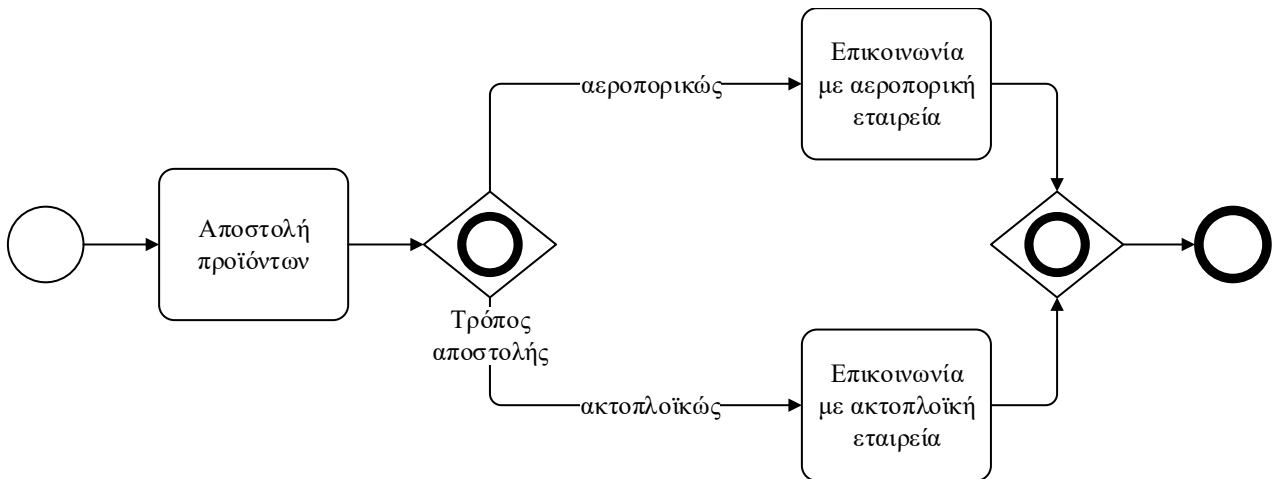 αεροπορικώς
Επικοινωνία
με αεροπορική
εταιρεία
Αποστολή
προϊόντων
Τρόπος
αποστολής
ακτοπλοϊκώς
Επικοινωνία
με ακτοπλοϊκή
εταιρεία